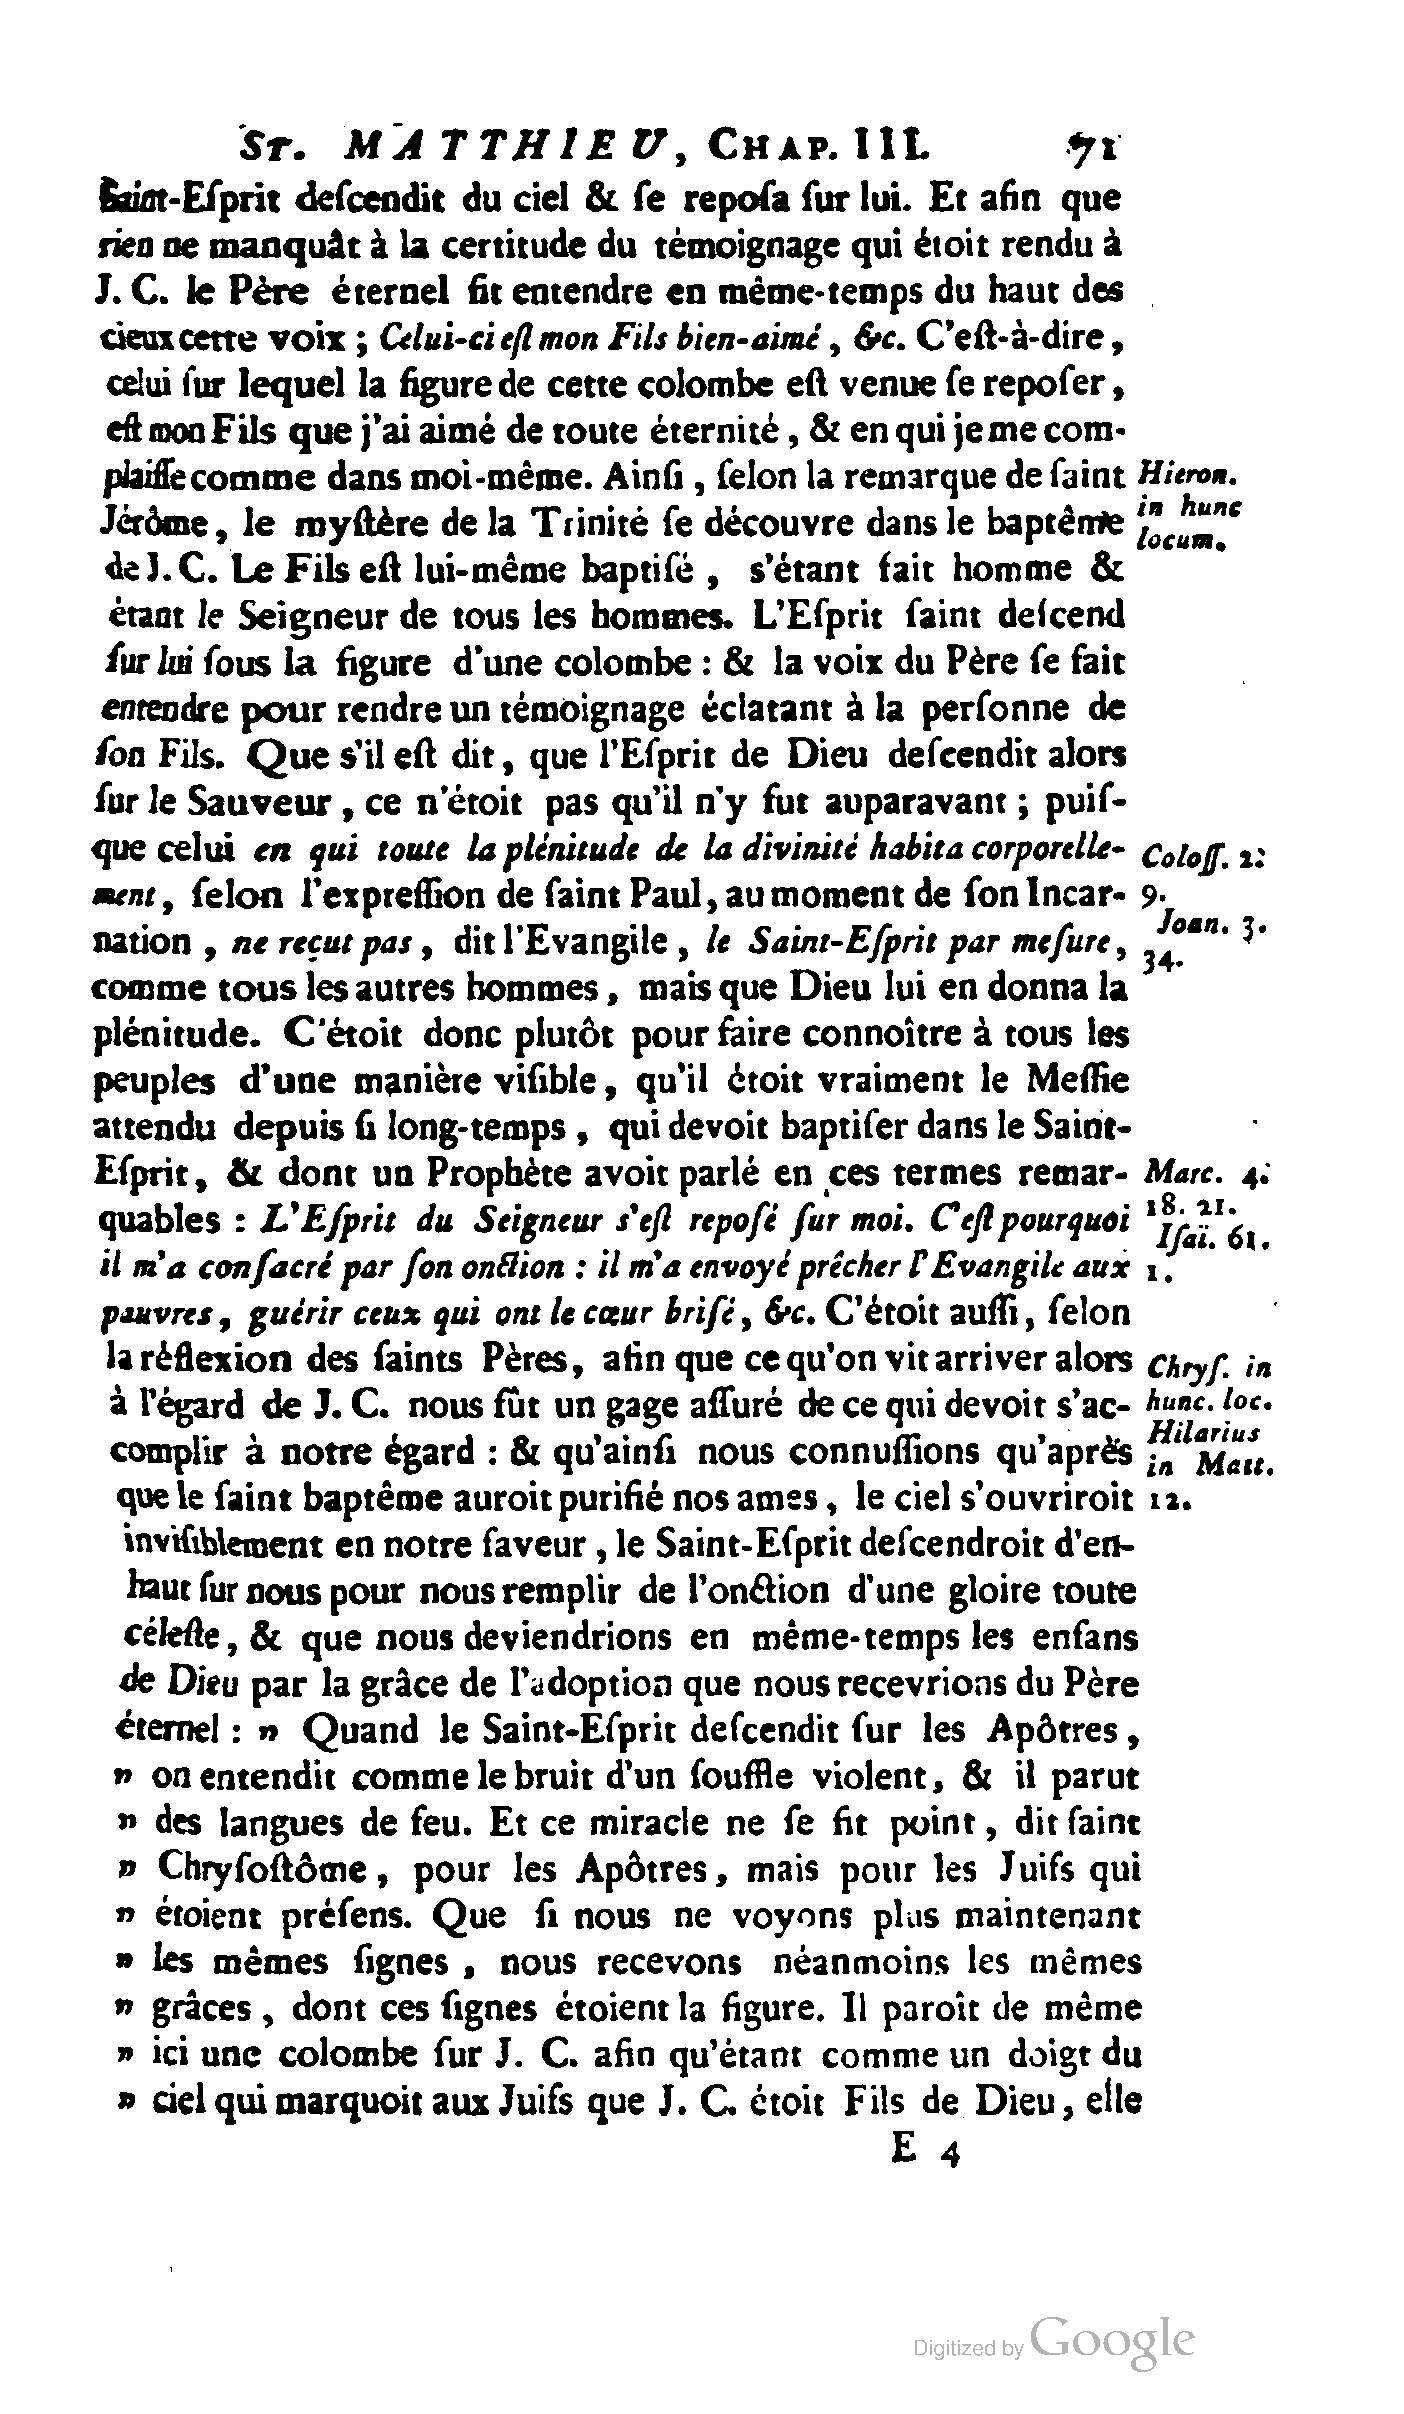 ST. MATTHIEU, CHAP. III. 71
Saint-Eſprit deſcendit du ciel & ſe repoſa ſur lui. Et afin que
rien ne manquât à la certitude du témoignage qui étoit rendu à
J. C. le Père éternel fit entendre en même-temps du haut des
cieux cette voix ; Celui-ci eſt mon Fils bien-aimé, &c. C'eſt-à-dire,
celui ſur lequel la figure de cette colombe eſt venue ſe repoſer,
eſt mon Fils que j'ai aimé de toute éternité, & en qui je me com-
plaiſſe comme dans moi-même. Ainſi, ſelon la remarque de ſaint
Jérôme, le myſtère de la Trinité ſe découvre dans le baptême
de J. C. Le Fils eſt lui-même baptiſé, s'étant fait homme &
étant le Seigneur de tous les hommes. L'Eſprit ſaint deſcend
ſur lui ſous la figure d'une colombe : & la voix du Père ſe fait
entendre pour rendre un témoignage éclatant à la perſonne de
ſon Fils. Que s'il eſt dit, que l'Eſprit de Dieu deſcendit alors
ſur le Sauveur, ce n'étoit pas qu'il n'y fut auparavant ; puiſ-
que celui en qui toute la plénitude de la divinité habita corporelle-
ment, ſelon l'expreſſion de ſaint Paul, au moment de ſon Incar-
nation, ne reçut pas, dit l'Evangile, le Saint-Eſprit par meſure,
comme tous les autres hommes, mais que Dieu lui en donna la
plénitude. C'étoit donc plutôt pour faire connoître à tous les
peuples d'une manière viſible, qu'il étoit vraiment le Meſſie
attendu depuis ſi long-temps, qui devoit baptiſer dans le Saint-
Eſprit, & dont un Prophète avoit parlé en ces termes remar-
quables : L'Eſprit du Seigneur s'eſt repoſé ſur moi. C'eſt pourquoi
il m'a conſacré par ſon onction : il m'a envoyé prêcher l'Evangile aux
pauvres, guérir ceux qui ont le cœur briſé, &c. C'étoit auſſi, ſelon
la réflexion des ſaints Pères, afin que ce qu'on vit arriver alors
à l'égard de J. C. nous fût un gage aſſuré de ce qui devoit s'ac-
complir à notre égard : & qu'ainſi nous connuſſions qu'après
que le ſaint baptême auroit purifié nos ames, le ciel s'ouvriroit
inviſiblement en notre faveur, le Saint-Eſprit deſcendroit d'en-
haut ſur nous pour nous remplir de l'onction d'une gloire toute
céleſte, & que nous deviendrions en même-temps les enfans
de Dieu par la grâce de l'adoption que nous recevrions du Père
éternel : » Quand le Saint-Eſprit deſcendit ſur les Apôtres,
» on entendit comme le bruit d'un ſouffle violent, & il parut
» des langues de feu. Et ce miracle ne ſe fit point, dit ſaint
» Chryſoſtôme, pour les Apôtres, mais pour les Juifs qui
» étoient préſens. Que ſi nous ne voyons plus maintenant
» les mêmes ſignes, nous recevons néanmoins les mêmes
» grâces, dont ces ſignes étoient la figure. Il paroît de même
» ici une colombe ſur J. C. afin qu'étant comme un doigt du
» ciel qui marquoit aux Juifs que J. C. étoit Fils de Dieu, elle
E 4
Hieron.
in hunc
locum.
Coloſſ. 2.
9.
Joan. 3.
34.
Marc. 4.
18. 21.
Iſaï. 61.
1.
Chryſ. in
hunc. loc.
Hilarius
in Matt.
12.
Digitized by Google